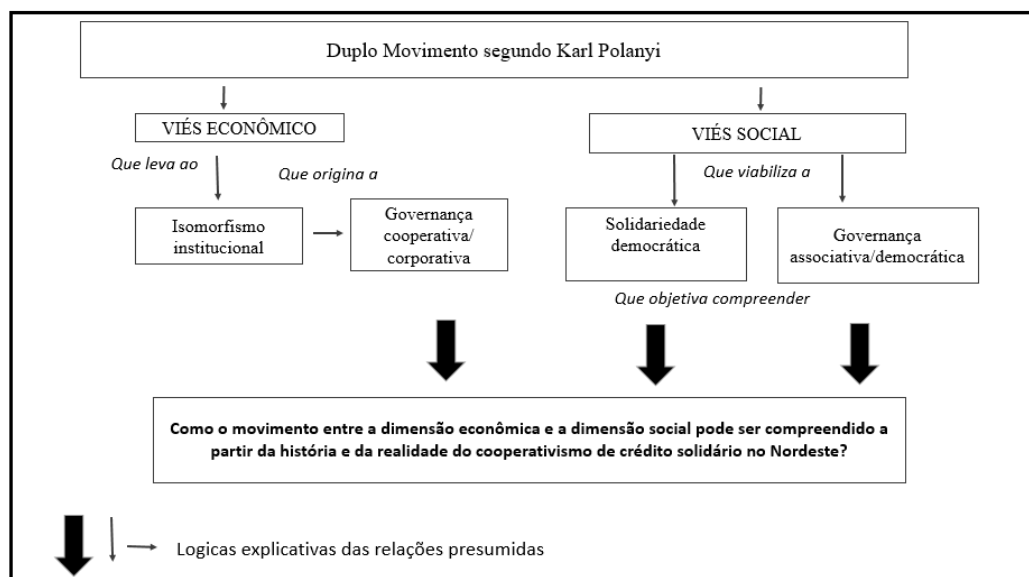 Duplo Movimento segundo Karl Polanyi
VIÉS ECONÔMICO
VIÉS SOCIAL
Que leva ao
Que origina a
Que viabiliza a
Isomorfismo
institucional
Governança
cooperativa/
corporativa
Solidariedade
democrática
Governança
associativa/democrática
Que objetiva compreender
Como o movimento entre a dimensão econômica e a dimensão social pode ser compreendido a
partir da história e da realidade do cooperativismo de crédito solidário no Nordeste?
Logicas explicativas das relações presumidas